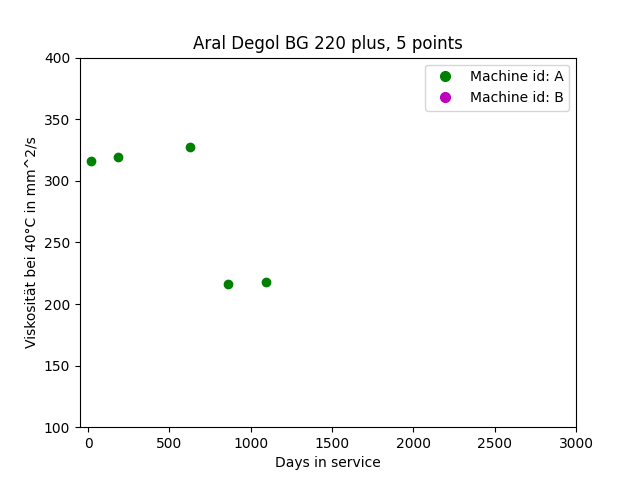 Aral Degol BG 220 plus, 5 points
Machine id: A
Machine id: B
400
350
300
250
200
150
100
Viskosität bei 40°C in mm^2/s
0
500
1000
1500
2000
2500
3000
Days in service